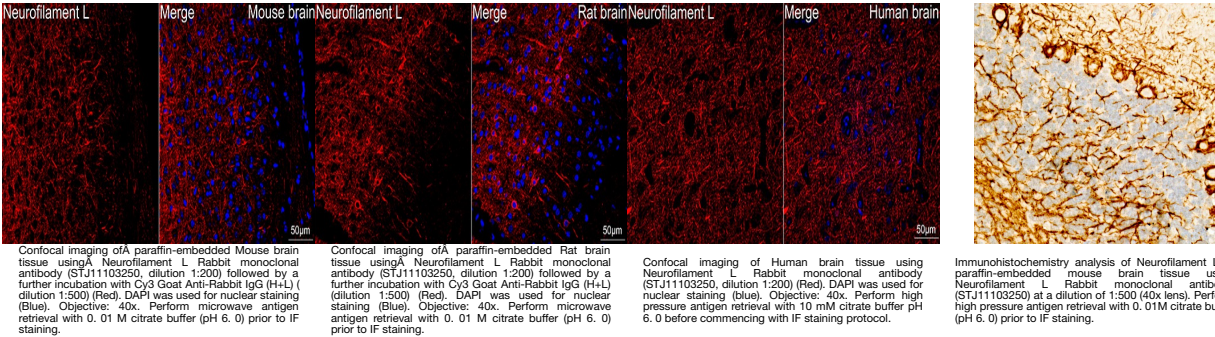 Neurofilament L
Merge
Mouse brain
50µm
Neurofilament L
Merge
Rat brain
50µm
Neurofilament L
Merge
Human brain
50µm
Confocal imaging ofÂ paraffin-embedded Mouse brain
tissue usingÂ Neurofilament L Rabbit monoclonal
antibody (STJ11103250, dilution 1:200) followed by a
further incubation with Cy3 Goat Anti-Rabbit IgG (H+L) (
dilution 1:500) (Red). DAPI was used for nuclear staining
(Blue). Objective: 40x. Perform microwave antigen
retrieval with 0. 01 M citrate buffer (pH 6. 0) prior to IF
staining.
Confocal imaging ofÂ paraffin-embedded Rat brain
tissue usingÂ Neurofilament L Rabbit monoclonal
antibody (STJ11103250, dilution 1:200) followed by a
further incubation with Cy3 Goat Anti-Rabbit IgG (H+L)
(dilution 1:500) (Red). DAPI was used for nuclear
staining (Blue). Objective: 40x. Perform microwave
antigen retrieval with 0. 01 M citrate buffer (pH 6. 0)
prior to IF staining.
Confocal imaging of Human brain tissue using
Neurofilament L Rabbit monoclonal antibody
(STJ11103250, dilution 1:200) (Red). DAPI was used for
nuclear staining (blue). Objective: 40x. Perform high
pressure antigen retrieval with 10 mM citrate buffer pH
6. 0 before commencing with IF staining protocol.
Immunohistochemistry analysis of Neurofilament L
paraffin-embedded mouse brain tissue us
Neurofilament L Rabbit monoclonal antib
(STJ11103250) at a dilution of 1:500 (40x lens). Perf
high pressure antigen retrieval with 0. 01M citrate bu
(pH 6. 0) prior to IF staining.